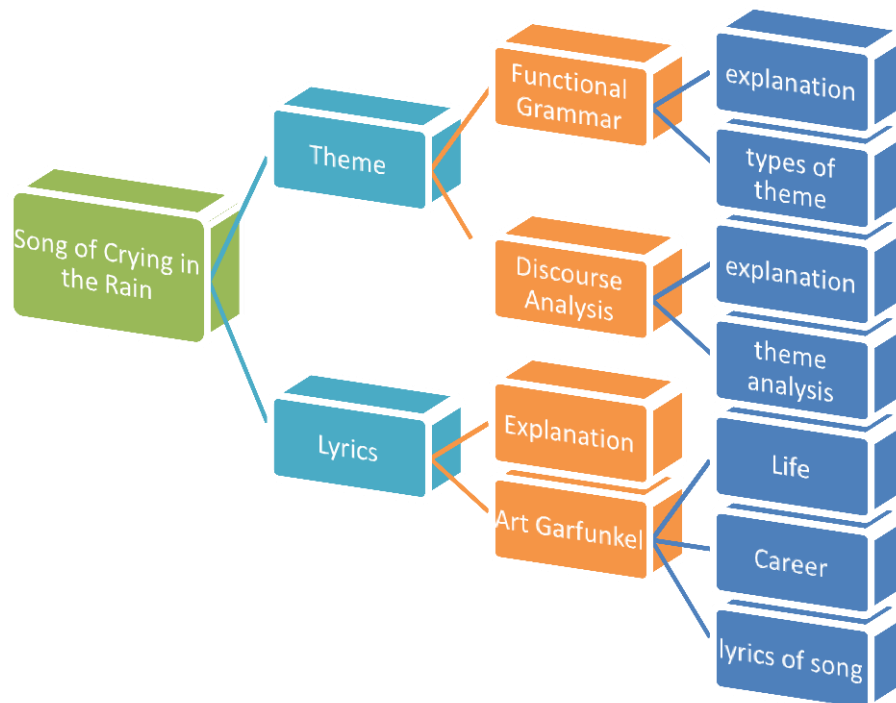 Song of Crying in
the Rain
Theme
Functional
Grammar
explanation
types of
theme
Discourse
Analysis
explanation
theme
analysis
Lyrics
Explanation
Art Garfunkel
Life
Career
lyrics of song